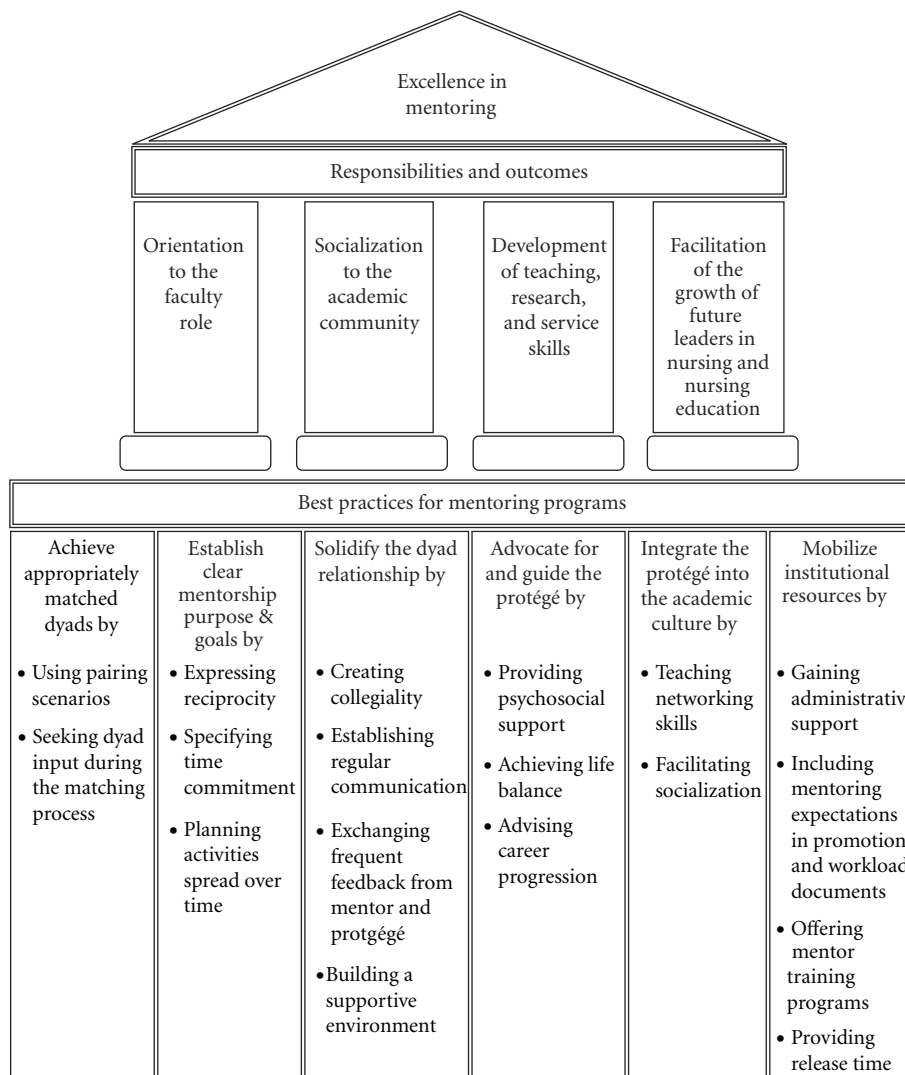 Excellence in
mentoring
Responsibilities and outcomes
Orientation
to the
faculty
role
Socialization
to the
academic
community
Development
of teaching,
research,
and service
skills
Facilitation
of the
growth of
future
leaders in
nursing and
nursing
education
Best practices for mentoring programs
Achieve
appropriately
matched
dyads by
• Using pairing
scenarios
• Seeking dyad
input during
the matching
process
Establish
clear
mentorship
purpose &
goals by
• Expressing
reciprocity
• Specifying
time
commitment
• Planning
activities
spread over
time
Solidify the dyad
relationship by
• Creating
collegiality
• Establishing
regular
communication
• Exchanging
frequent
feedback from
mentor and
protgégé
• Building a
supportive
environment
Advocate for
and guide the
protégé by
• Providing
psychosocial
support
• Achieving life
balance
• Advising
career
progression
Integrate the
protégé into
the academic
culture by
• Teaching
networking
skills
• Facilitating
socialization
Mobilize
institutional
resources by
• Gaining
administrativ
support
• Including
mentoring
expectations
in promotion
and workload
documents
• Offering
mentor
training
programs
• Providing
release time